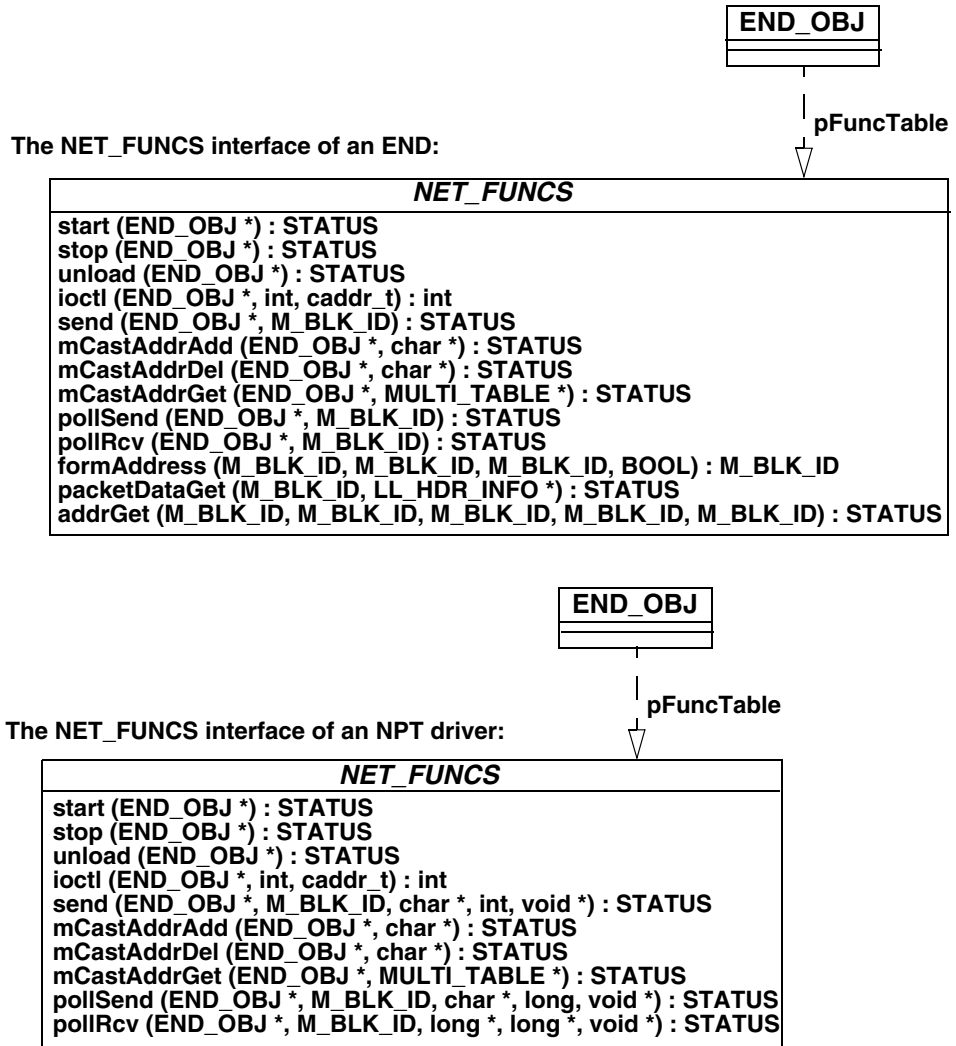 END_OBJ
pFuncTable
The NET_FUNCS interface of an END:
NET_FUNCS
start (END_OBJ *) : STATUS
stop (END_OBJ *) : STATUS
unload (END_OBJ *) : STATUS
ioctl (END_OBJ *, int, caddr_t) : int
send (END_OBJ *, M_BLK_ID) : STATUS
mCastAddrAdd (END_OBJ *, char *) : STATUS
mCastAddrDel (END_OBJ *, char *) : STATUS
mCastAddrGet (END_OBJ *, MULTI_TABLE *) : STATUS
pollSend (END_OBJ *, M_BLK_ID) : STATUS
pollRcv (END_OBJ *, M_BLK_ID) : STATUS
formAddress (M_BLK_ID, M_BLK_ID, M_BLK_ID, BOOL) : M_BLK_ID
packetDataGet (M_BLK_ID, LL_HDR_INFO *) : STATUS
addrGet (M_BLK_ID, M_BLK_ID, M_BLK_ID, M_BLK_ID, M_BLK_ID) : STATUS
END_OBJ
pFuncTable
The NET_FUNCS interface of an NPT driver:
NET_FUNCS
start (END_OBJ *) : STATUS
stop (END_OBJ *) : STATUS
unload (END_OBJ *) : STATUS
ioctl (END_OBJ *, int, caddr_t) : int
send (END_OBJ *, M_BLK_ID, char *, int, void *) : STATUS
mCastAddrAdd (END_OBJ *, char *) : STATUS
mCastAddrDel (END_OBJ *, char *) : STATUS
mCastAddrGet (END_OBJ *, MULTI_TABLE *) : STATUS
pollSend (END_OBJ *, M_BLK_ID, char *, long, void *) : STATUS
pollRcv (END_OBJ *, M_BLK_ID, long *, long *, void *) : STATUS